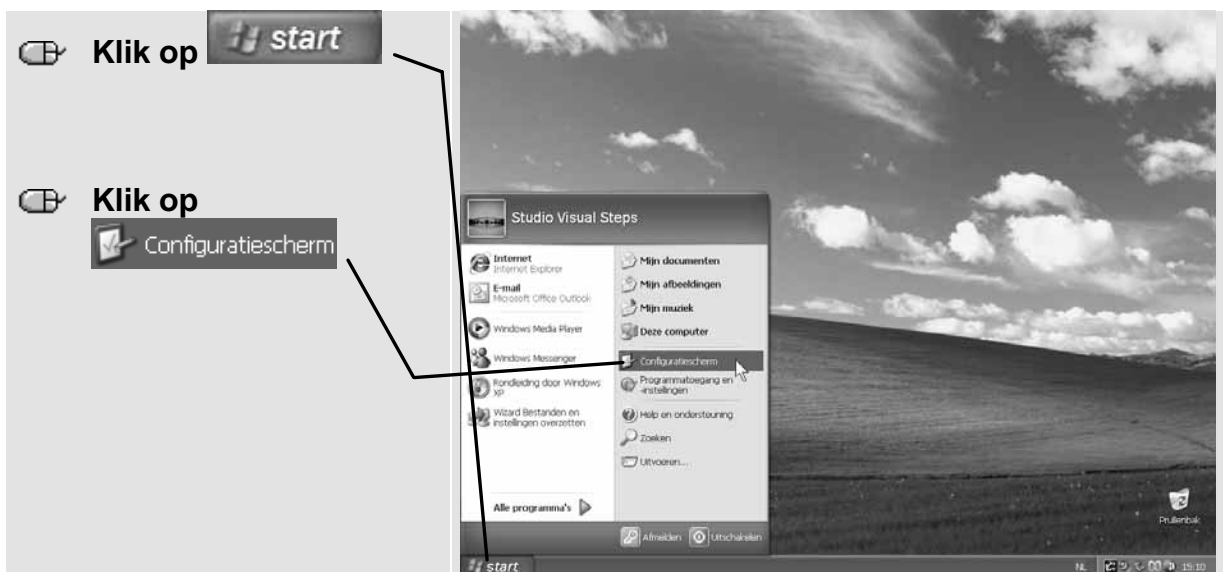 Klik op start
Klik op
Configuratiescherm
Studio Visual Steps
Internet
Internet Explorer
E-mail
Microsoft Office Outlook
Windows Media Player
Windows Messenger
Rondleiding door Windows
XP
Wizard Bestanden en
instellingen overzetten
Alle programma's
Mijn documenten
Mijn afbeeldingen
Mijn muziek
Deze computer
Configuratiescherm
Programmatoegang en
-instellingen
Help en ondersteuning
Zoeken
Uitvoeren...
Afmelden
Uitschakelen
Prullenbak
start
NL
15:10